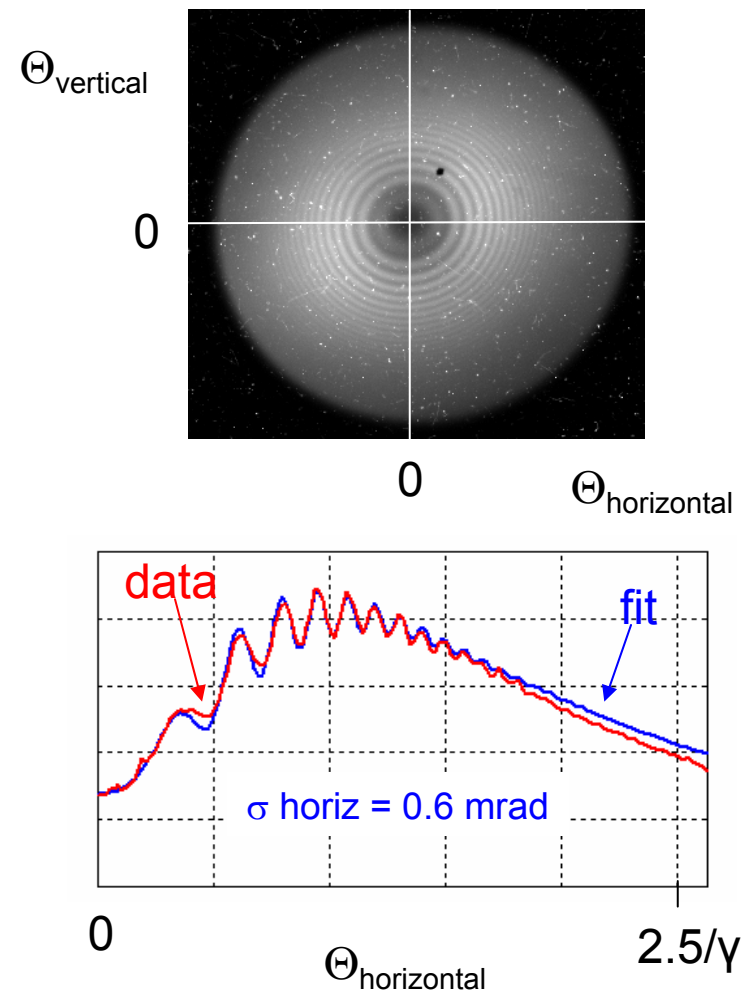 Θvertical
0
0
Θhorizontal
data
fit
σ horiz = 0.6 mrad
0
2.5/γ
Θhorizontal